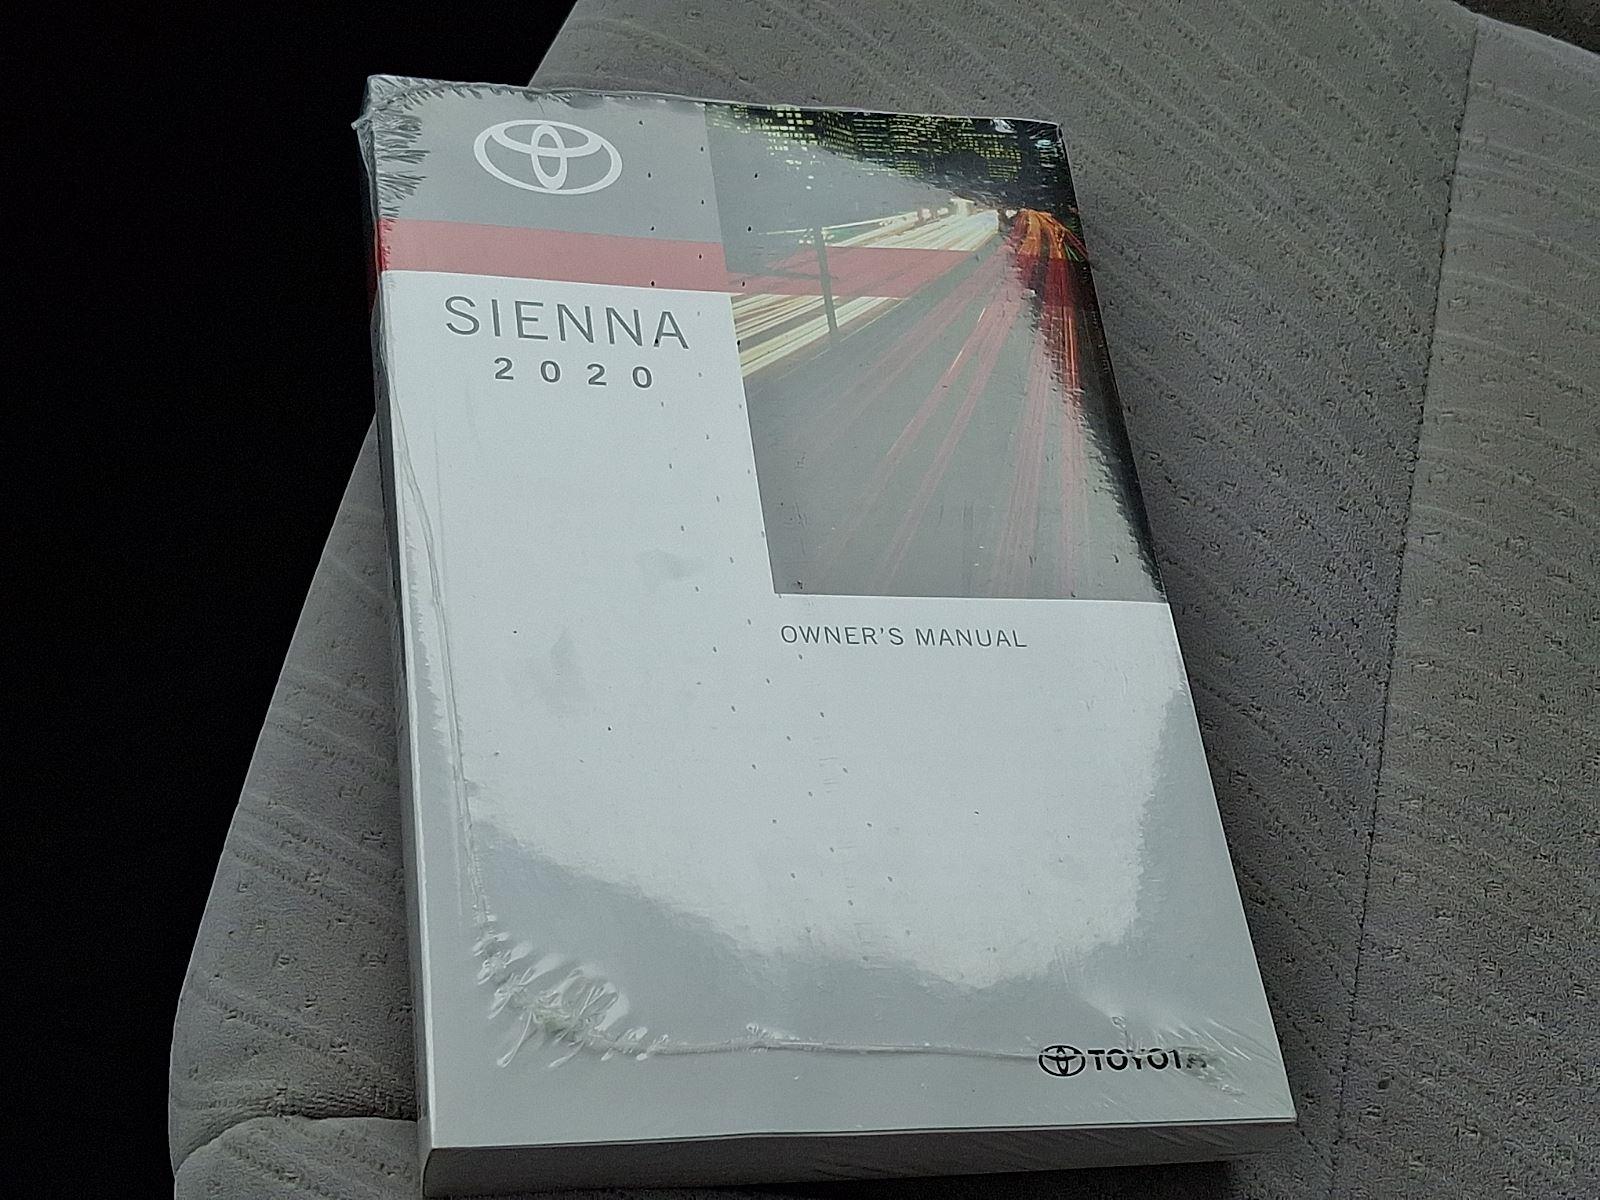 SIENNA
2020
OWNER'S MANUAL
TOYOTA